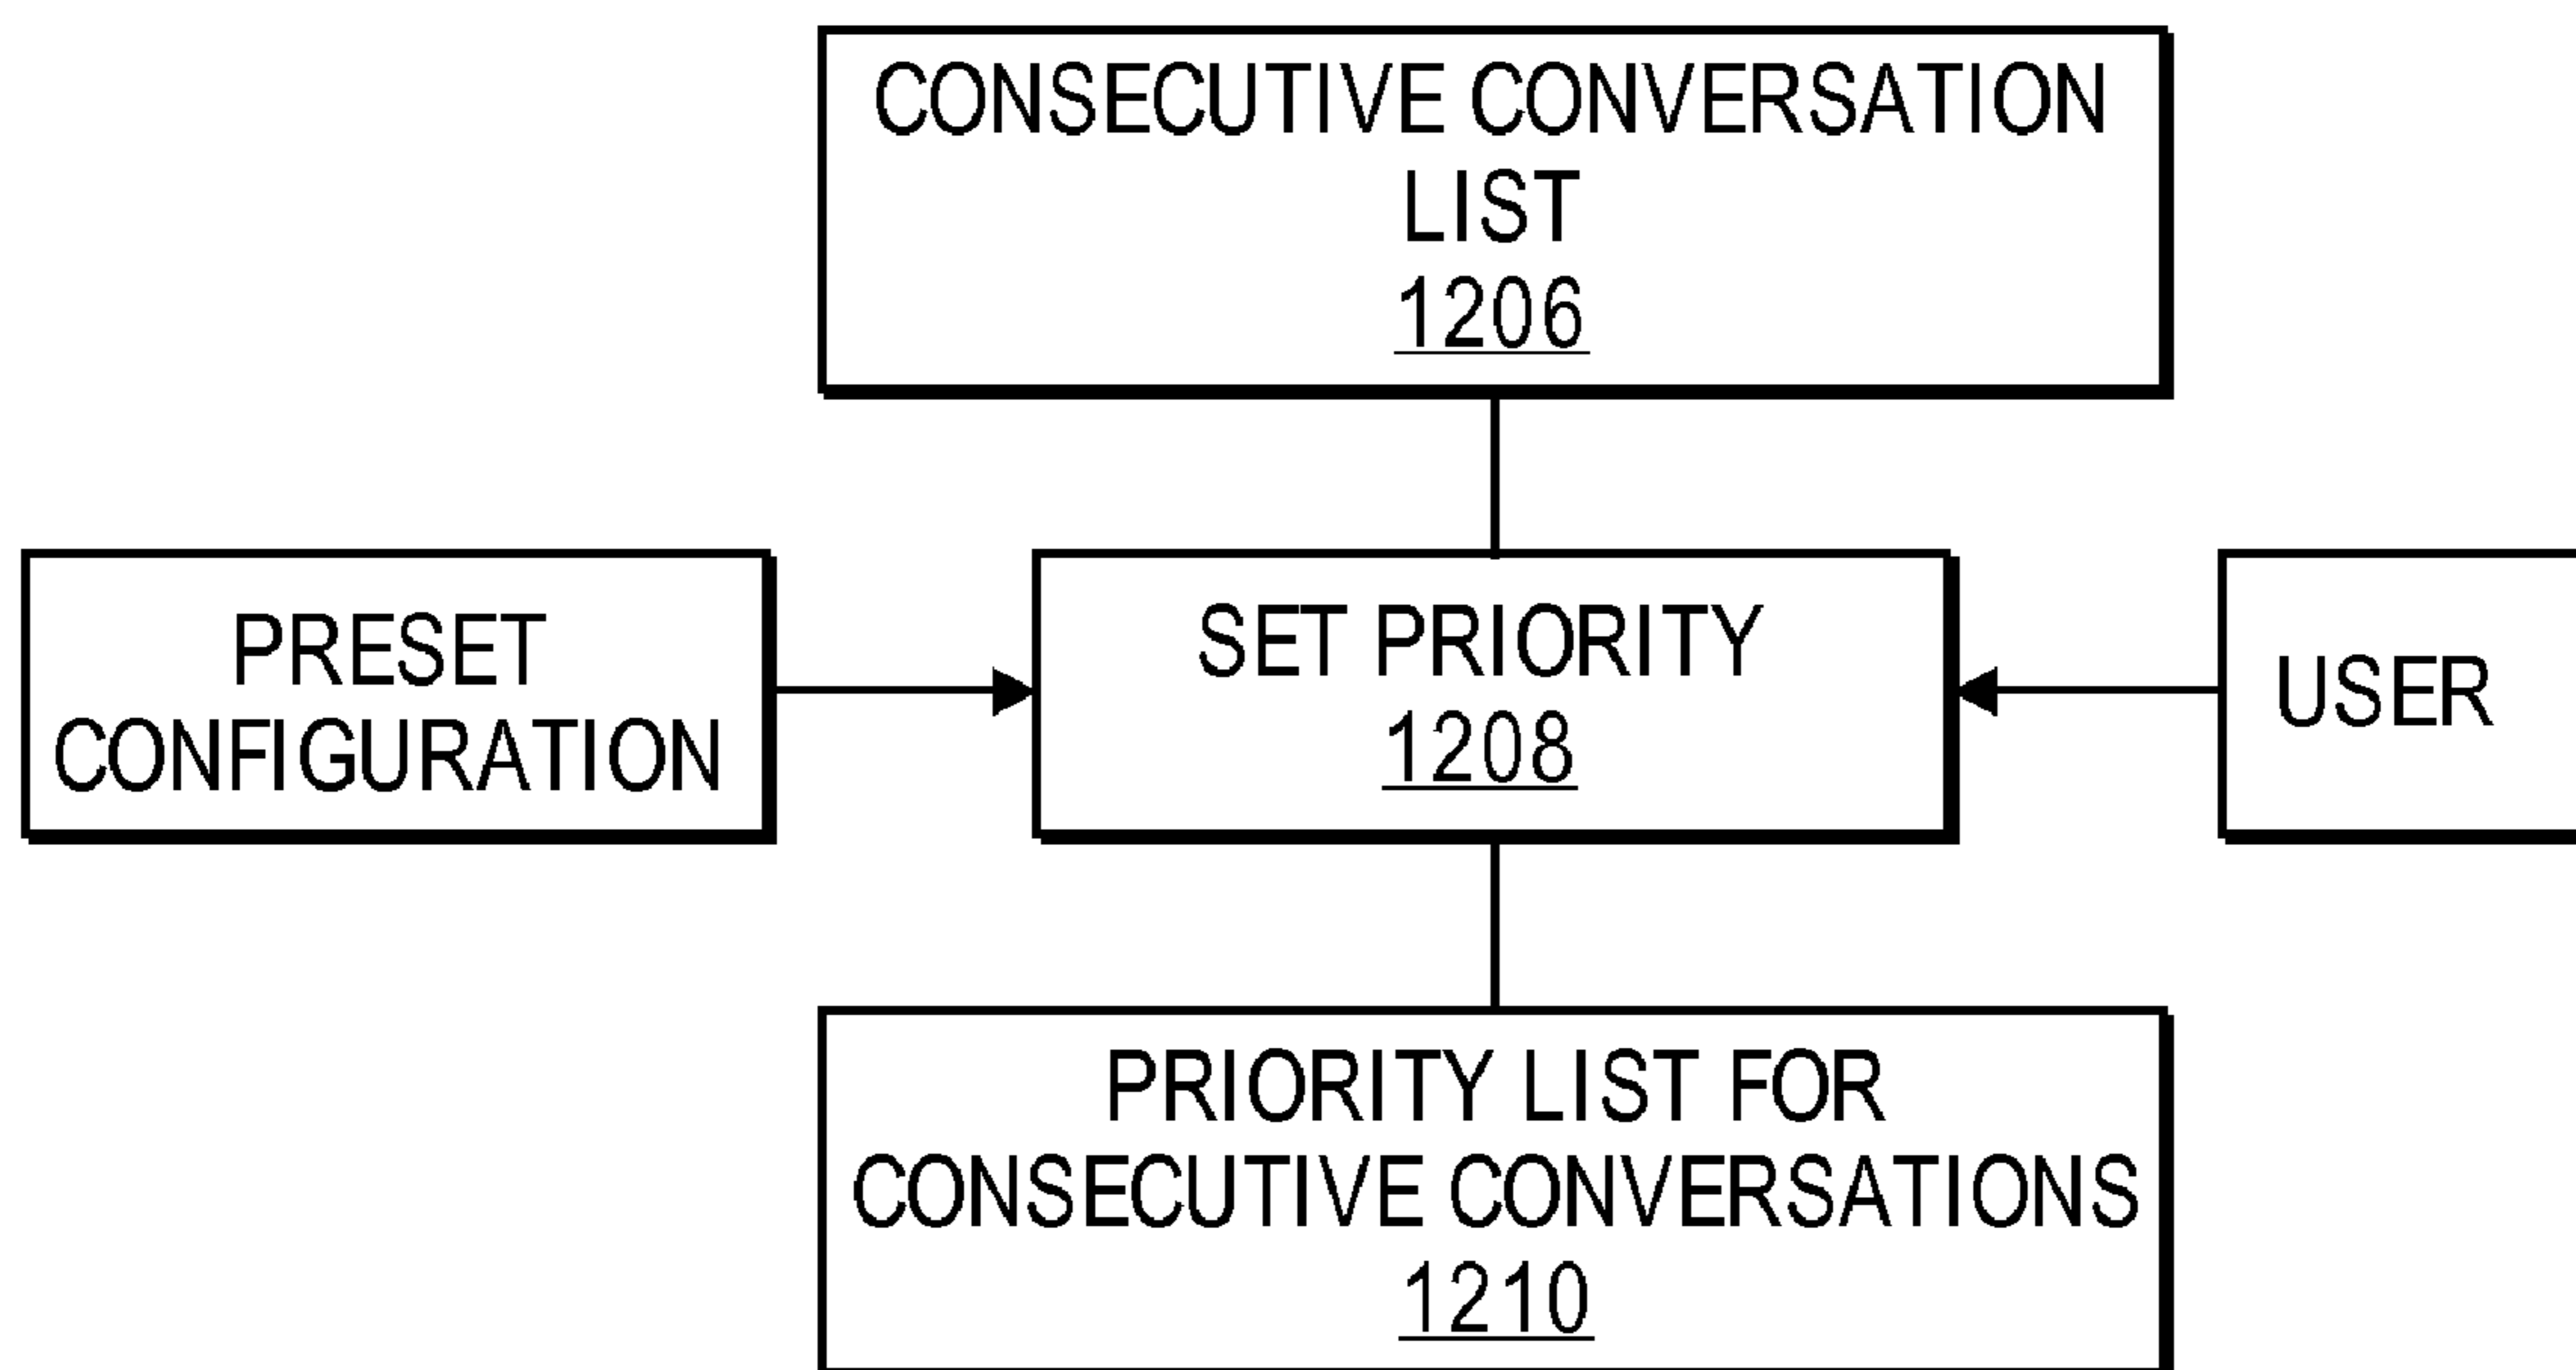 CONSECUTIVE CONVERSATION
LIST
1206
PRESET
CONFIGURATION
SET PRIORITY
1208
USER
PRIORITY LIST FOR
CONSECUTIVE CONVERSATIONS
1210